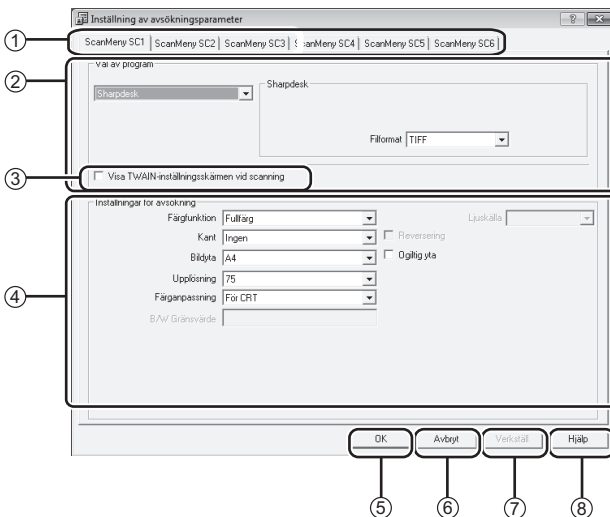 Inställning av avsökningsparameter
ScanMeny SC1 ScanMeny SC2 ScanMeny SC3 ScanMeny SC4 ScanMeny SC5 ScanMeny SC6
1
Val av program
2
Sharpdesk
Sharpdesk
Filformat TIFF
3
Visa TWAIN-inställningsskärmen vid scanning
Inställningar för avsökning
Färgfunktion Fullfärg
Ljuskälla
Kant Ingen
Reversering
4
Bildyta A4
Ogiltig yta
Upplösning 75
Färganpassning För CRT
B/W Gränsvärde
OK Avbryt Verkställ Hjälp
5 6 7 8